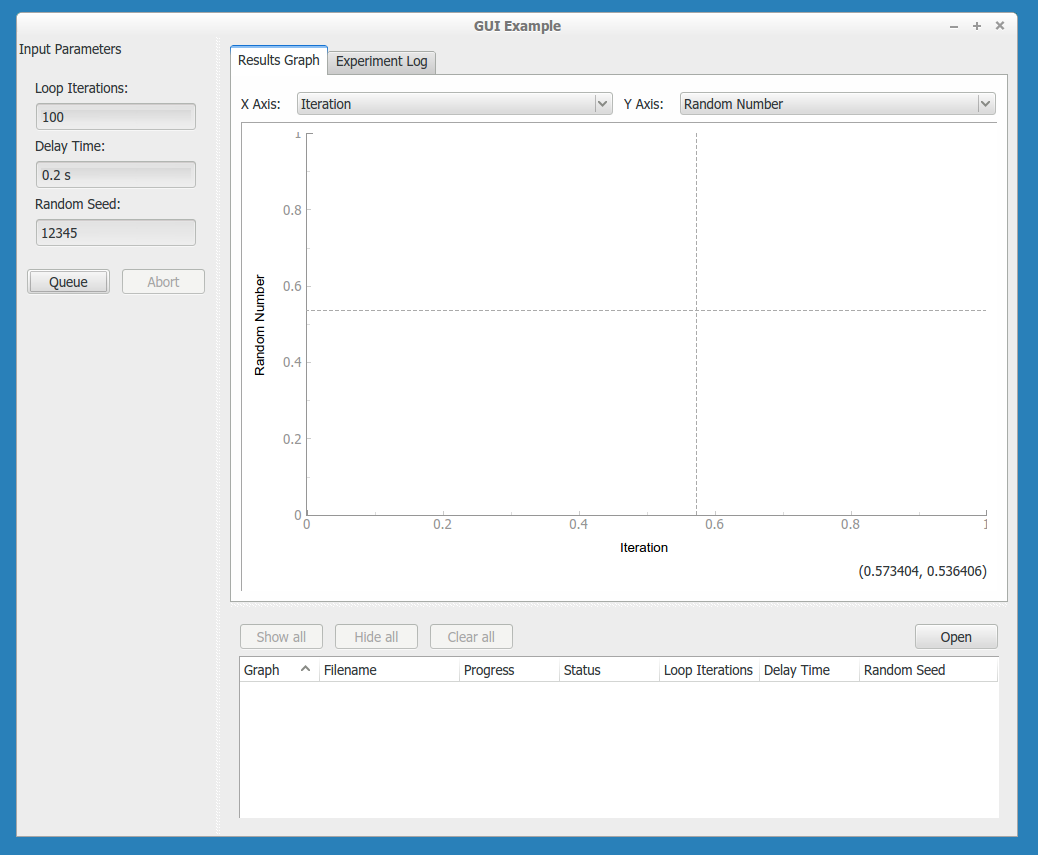 GUI Example
Input Parameters
Loop Iterations:
100
Delay Time:
0.2 s
Random Seed:
12345
Queue Abort
Results Graph Experiment Log
X Axis: Iteration Y Axis: Random Number
1
0.8
0.6
0.4
0.2
0
Random Number
0 0.2 0.4 0.6 0.8 1
Iteration
(0.573404, 0.536406)
Show all Hide all Clear all Open
Graph Filename Progress Status Loop Iterations Delay Time Random Seed